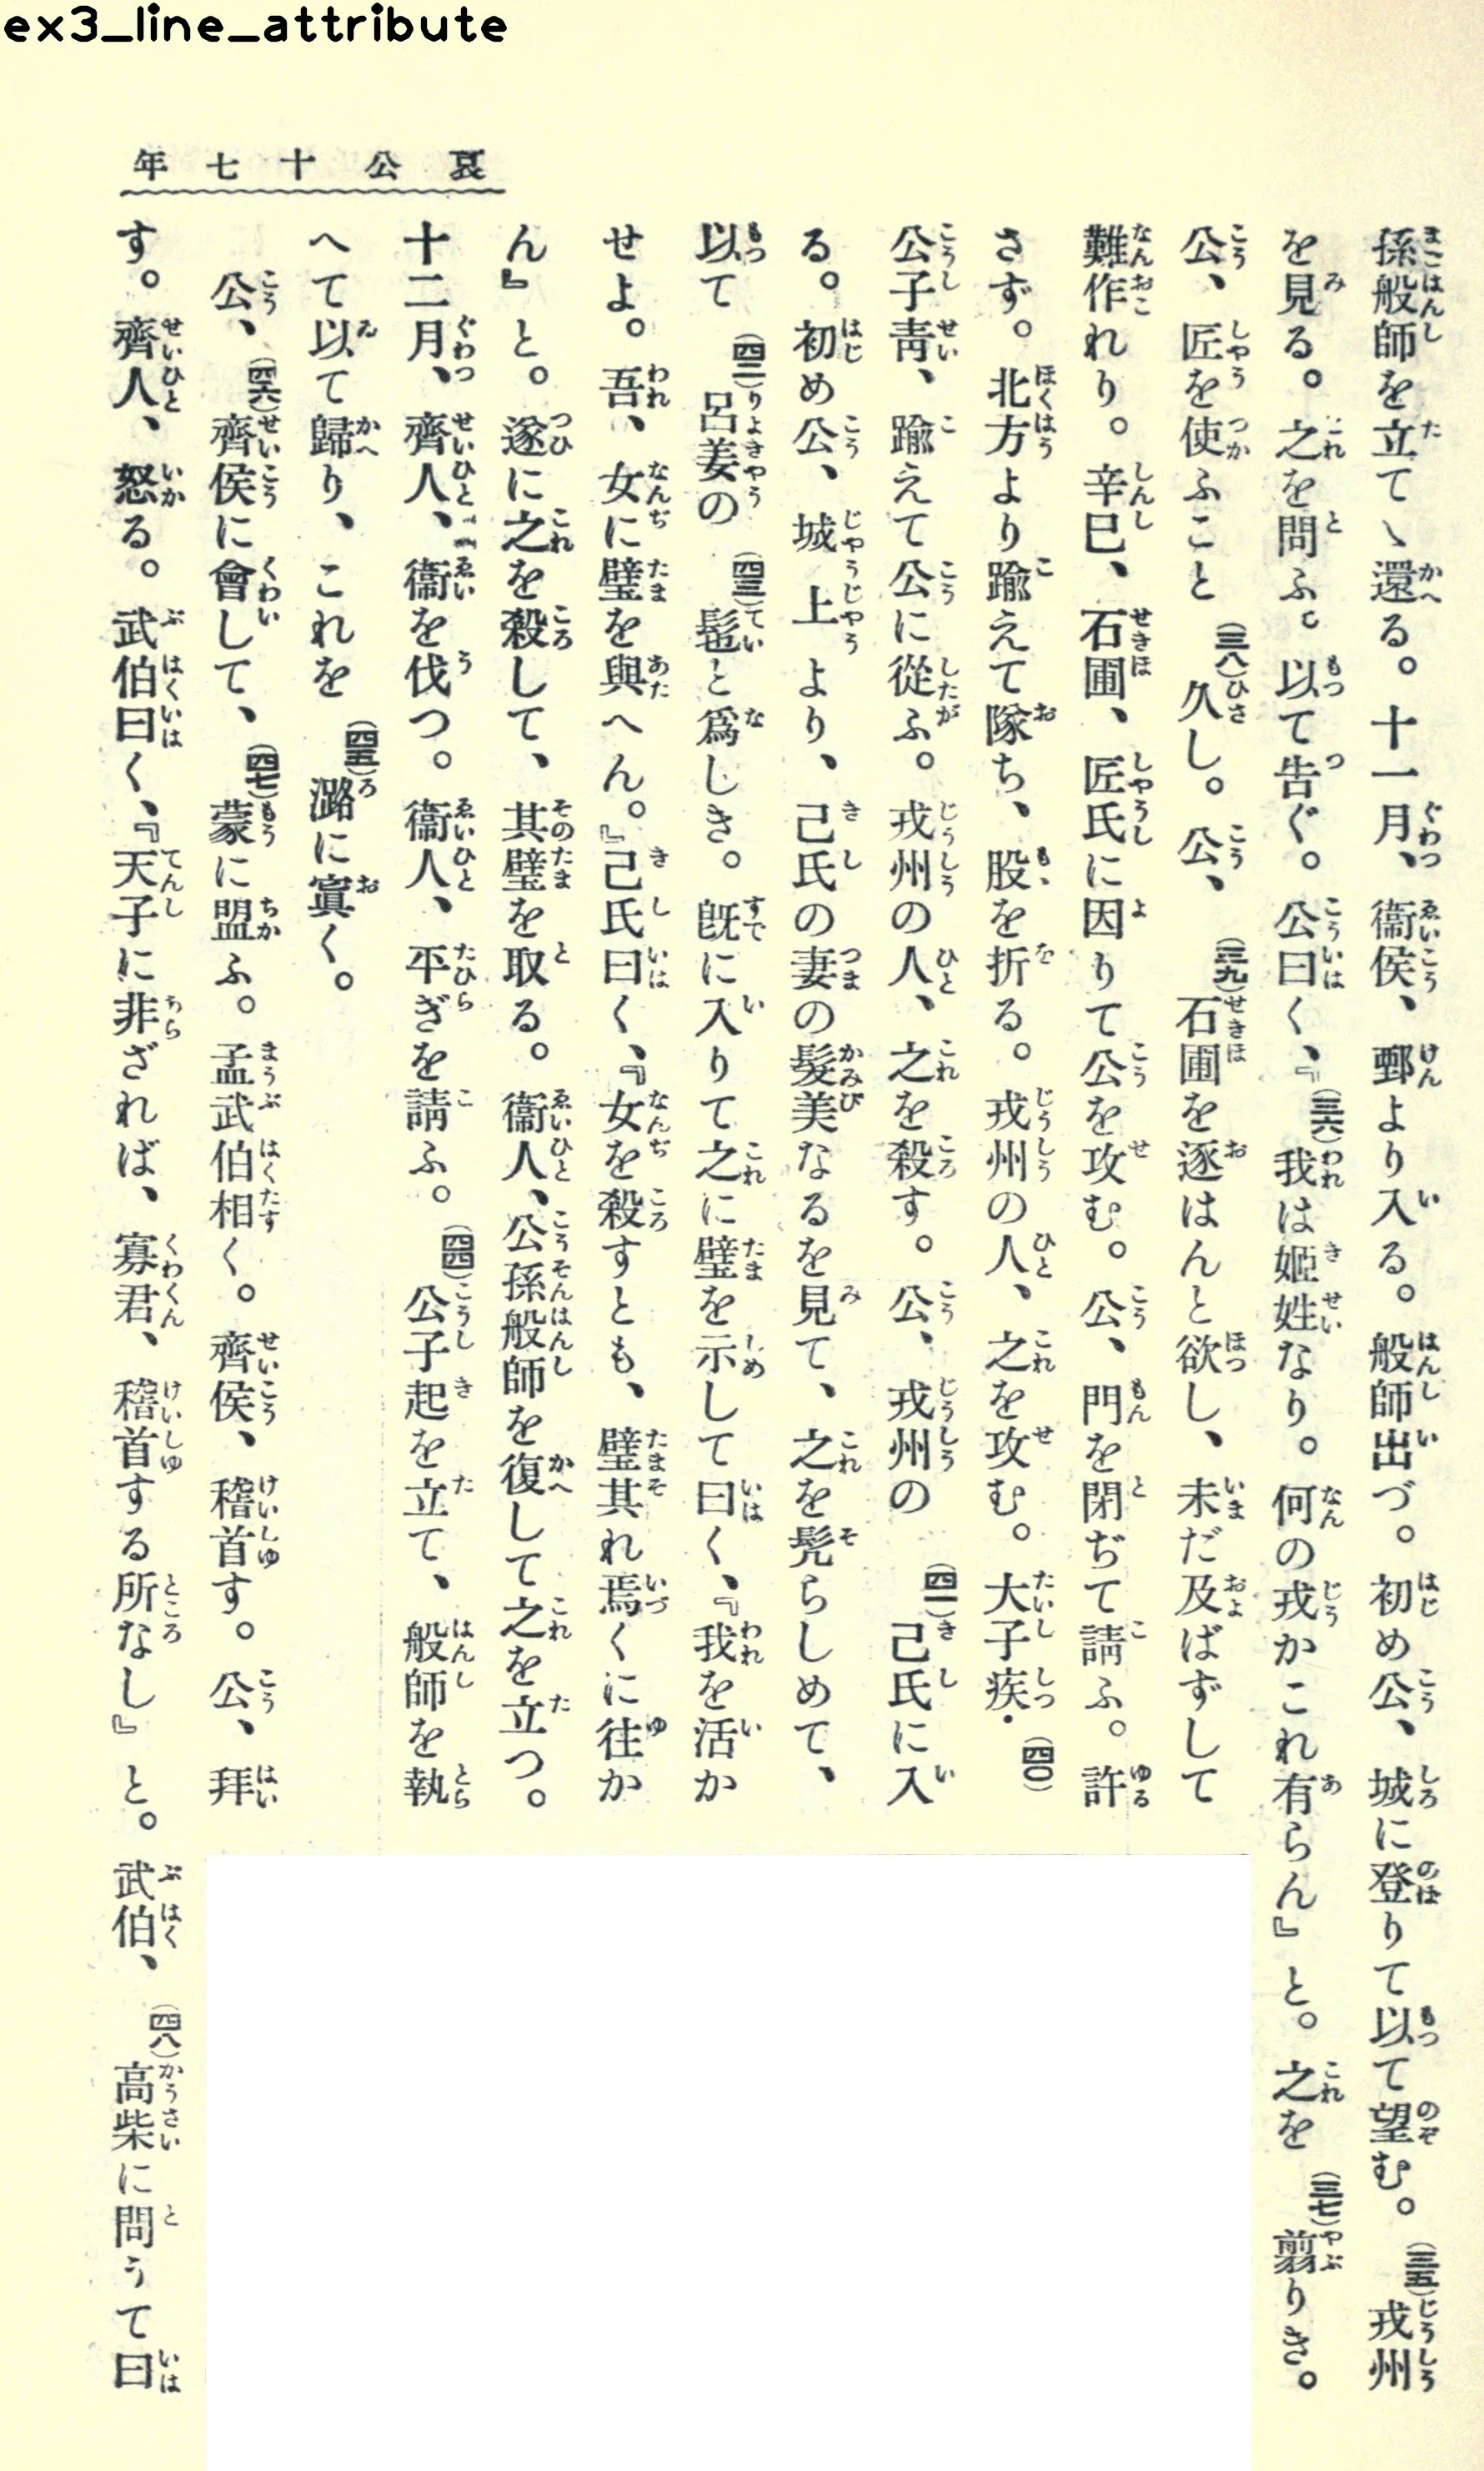 ex3_line_attribute
哀公十七年
孫般師を立てゝ還る。十一月、衞侯、鄄より入る。般師出づ。初め公、城に登りて以て望む。(三五)戎州
を見る。之を問ふ。以て告ぐ。公曰く、『(三六)我は姬姓なり。何の戎かこれ有らん』と。之を(三七)翦りき。
公、匠を使ふこと(三八)久し。公、(三九)石圃を逐はんと欲し、未だ及ばずして
難作れり。辛巳、石圃、匠氏に因りて公を攻む。公、門を閉ぢて請ふ。許
さず。北方より踰えて隊ち、股を折る。戎州の人、之を攻む。大子疾・(四〇)
公子靑、踰えて公に從ふ。戎州の人、之を殺す。公、戎州の(四一)己氏に入
る。初め公、城上より、己氏の妻の髮美なるを見て、之を髡らしめて、
以て(四二)呂姜の(四三)髢と爲しき。旣に入りて之に璧を示して曰く、『我を活か
せよ。吾、女に璧を與へん。』己氏曰く、『女を殺すとも、璧其れ焉くに往か
ん』と。遂に之を殺して、其璧を取る。衞人、公孫般師を復して之を立つ。
十二月、齊人、衞を伐つ。衞人、平ぎを請ふ。(四四)公子起を立て、般師を執
へて以て歸り、これを(四五)潞に寘く。
公、(四六)齊侯に會して、(四七)蒙に盟ふ。孟武伯相く。齊侯、稽首す。公、拜
す。齊人、怒る。武伯曰く、『天子に非ざれば、寡君、稽首する所なし』と。武伯、(四八)高柴に問うて曰